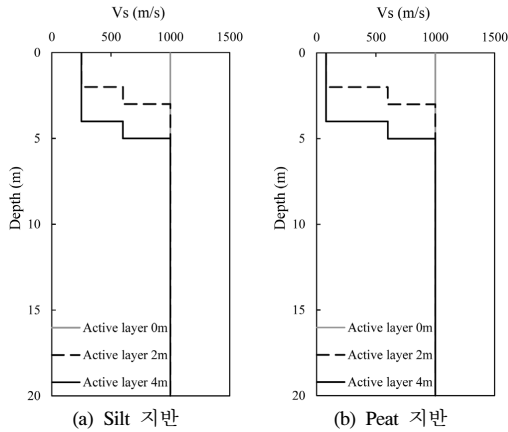 Vs (m/s)
0 500 1000 1500
0
5
10
15
20
Depth (m)
Active layer 0m
Active layer 2m
Active layer 4m
(a) Silt 지반
Vs (m/s)
0 500 1000 1500
0
5
10
15
20
Depth (m)
Active layer 0m
Active layer 2m
Active layer 4m
(b) Peat 지반